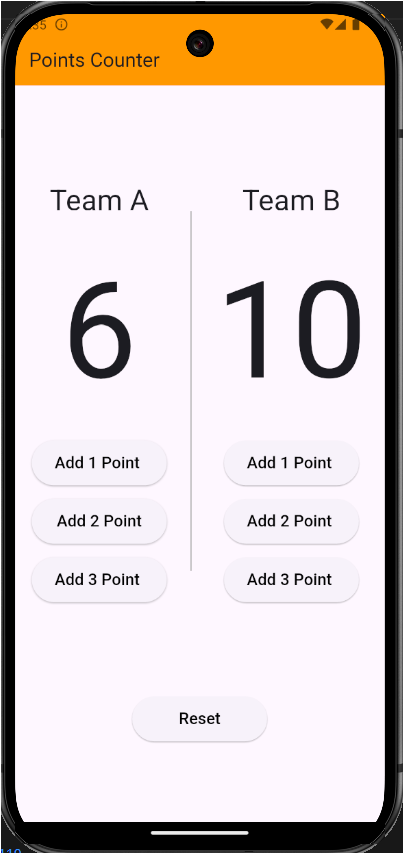 Points Counter
Team A
Team B
6
10
Add 1 Point
Add 1 Point
Add 2 Point
Add 2 Point
Add 3 Point
Add 3 Point
Reset